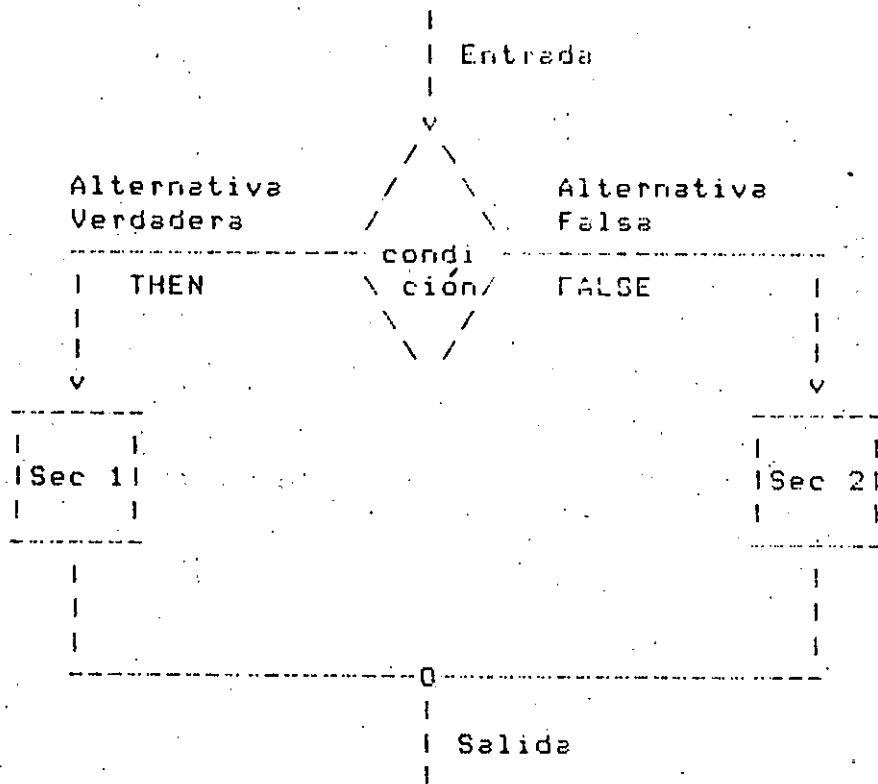 Entrada
Alternativa Alternativa
Verdadera Falsa
condi
THEN ción FALSE
Sec 1 Sec 2
Salida